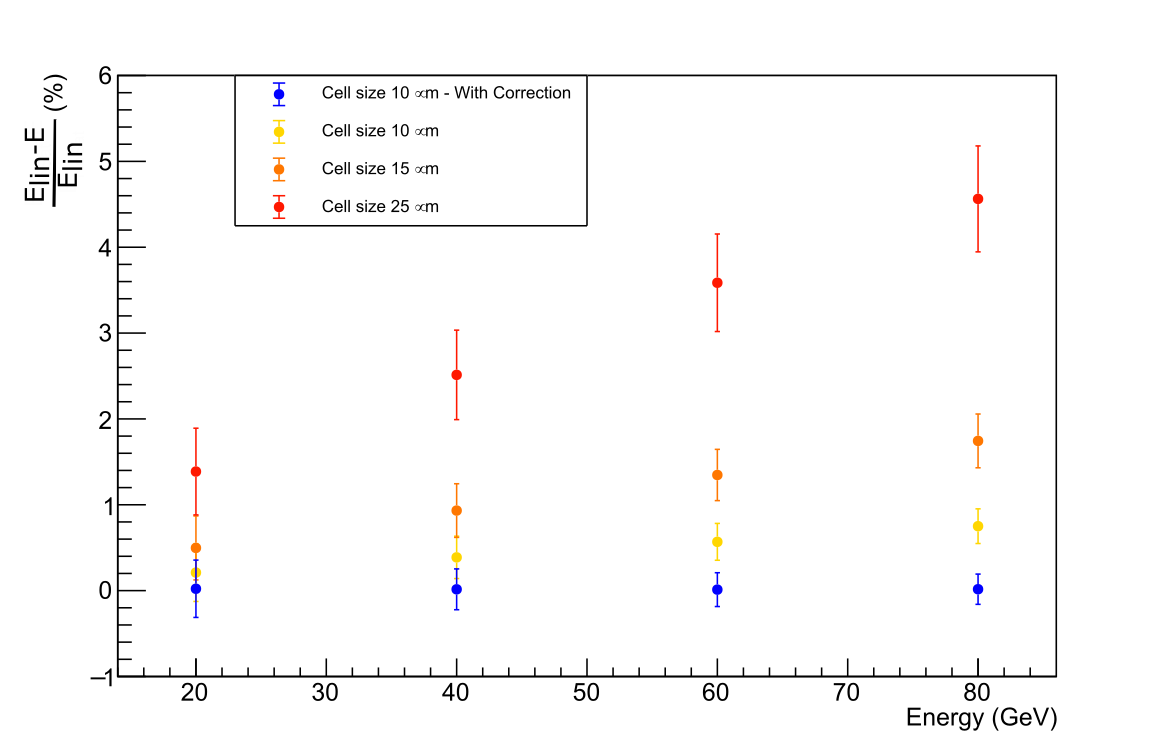 6
5
4
3
2
1
0
−1
Elin-E
Elin
(%)
Cell size 10 ∝m - With Correction
Cell size 10 ∝m
Cell size 15 ∝m
Cell size 25 ∝m
20 30 40 50 60 70 80
Energy (GeV)